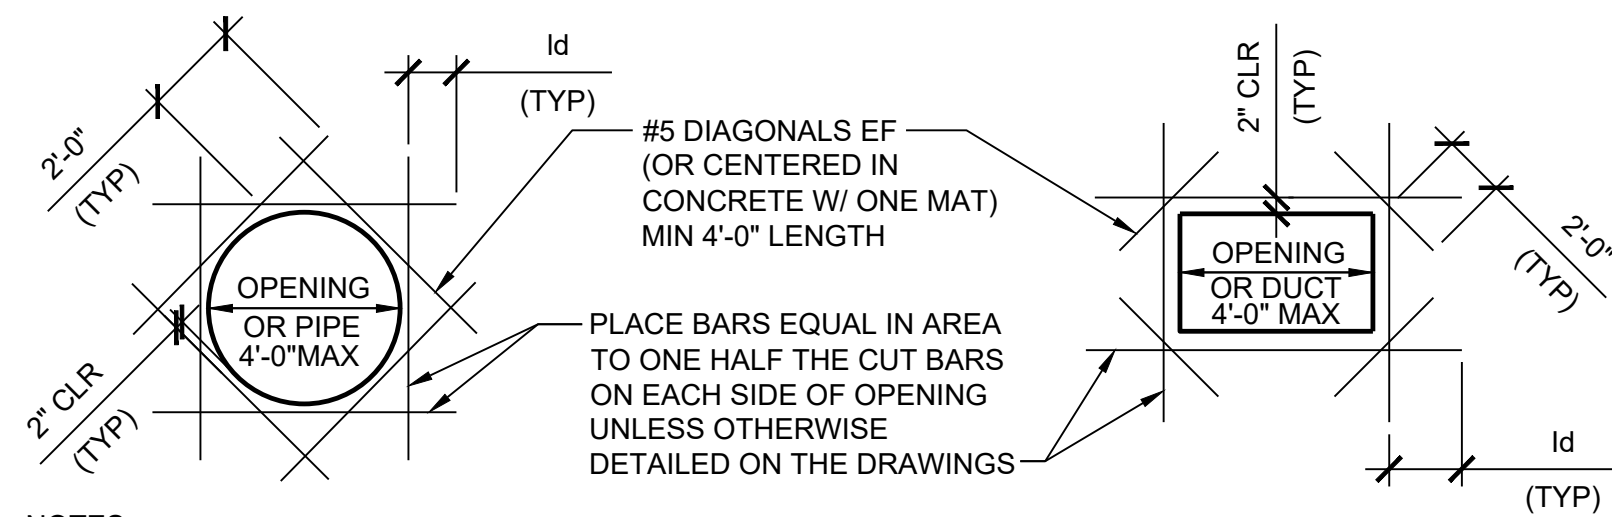 2'-0"
(TYP)
ld
(TYP)
#5 DIAGONALS EF
(OR CENTERED IN
CONCRETE W/ ONE MAT)
MIN 4'-0" LENGTH
2" CLR
(TYP)
2'-0"
(TYP)
OPENING
OR PIPE
4'-0"MAX
2" CLR
(TYP)
PLACE BARS EQUAL IN AREA
TO ONE HALF THE CUT BARS
ON EACH SIDE OF OPENING
UNLESS OTHERWISE
DETAILED ON THE DRAWINGS
OPENING
OR DUCT
4'-0" MAX
ld
(TYP)